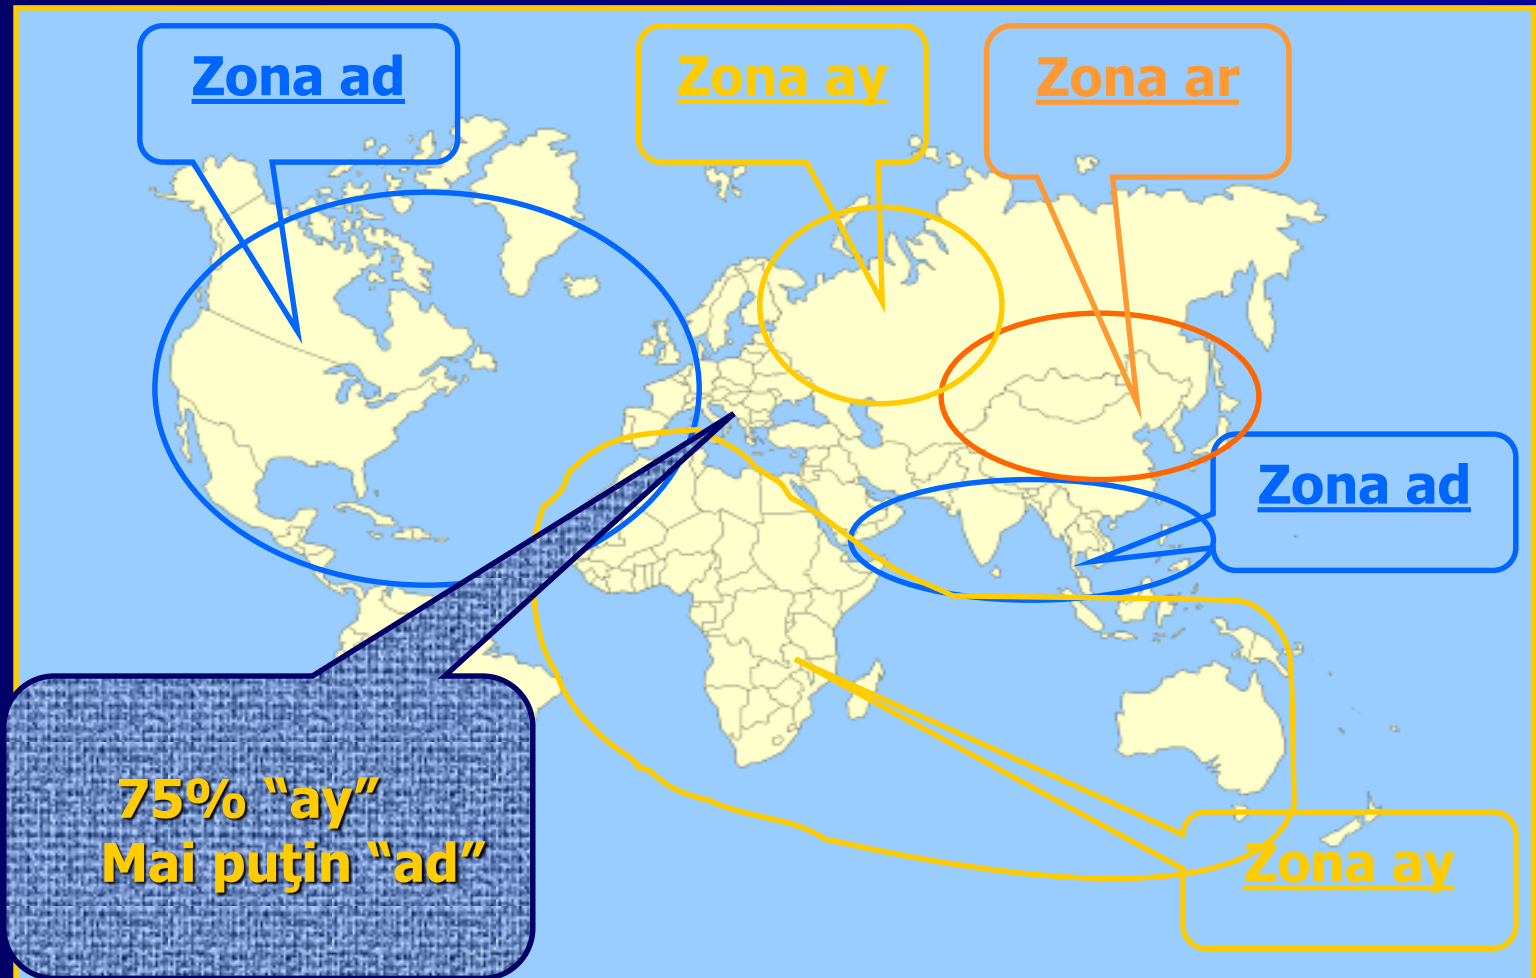 Zona ad
Zona ay
Zona ar
Zona ad
75% “ay”
Mai puţin “ad”
Zona ay